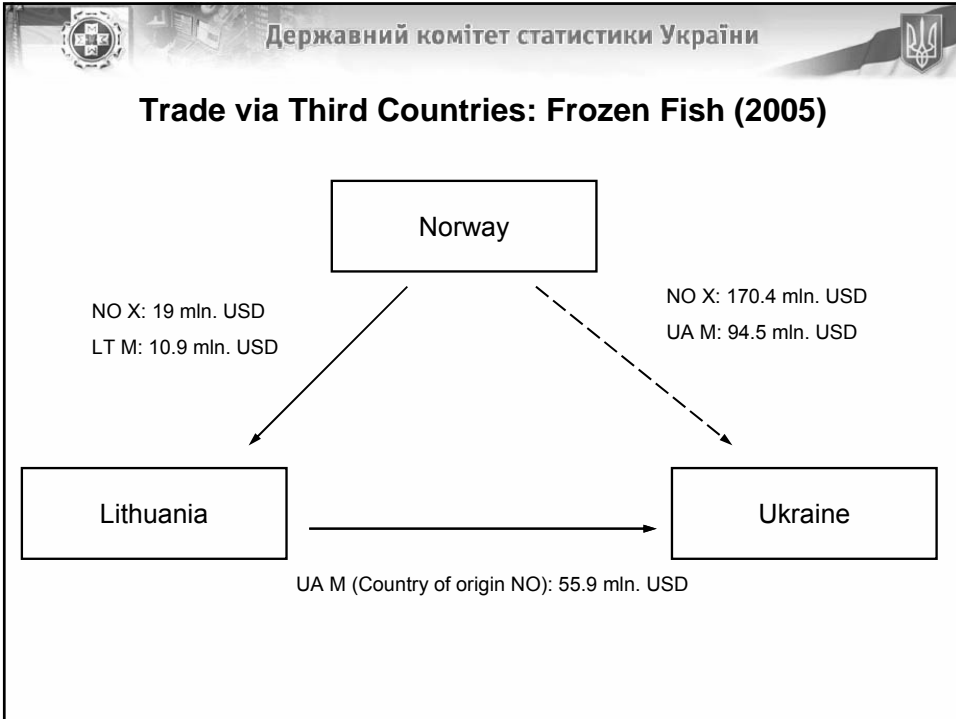 Державний комітет статистики України
Trade via Third Countries: Frozen Fish (2005)
Norway
NO X: 19 mln. USD
LT M: 10.9 mln. USD
NO X: 170.4 mln. USD
UA M: 94.5 mln. USD
Lithuania
Ukraine
UA M (Country of origin NO): 55.9 mln. USD